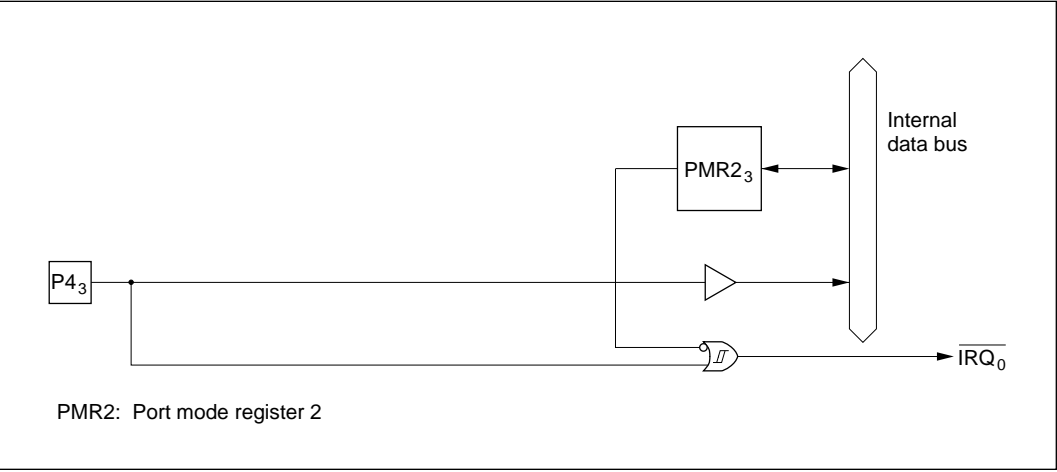 Internal
data bus
PMR2₃
P4₃
IRQ₀
PMR2: Port mode register 2